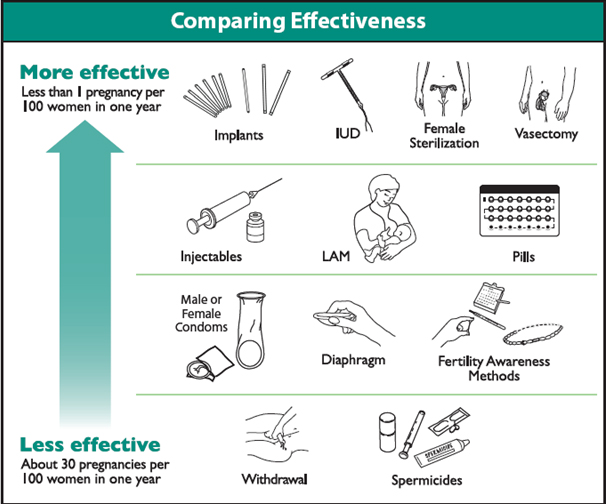 Comparing Effectiveness
More effective
Less than 1 pregnancy per
100 women in one year
Implants
IUD
Female
Sterilization
Vasectomy
Injectables
LAM
Pills
Male or
Female
Condoms
Diaphragm
Fertility Awareness
Methods
Less effective
About 30 pregnancies per
100 women in one year
Withdrawal
SPERMICIDE
Spermicides